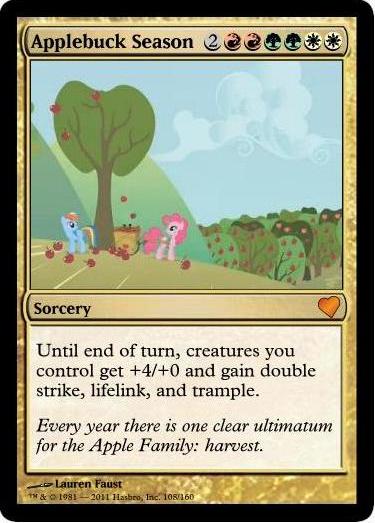 Applebuck Season 2
Sorcery
Until end of turn, creatures you
control get +4/+0 and gain double
strike, lifelink, and trample.
Every year there is one clear ultimatum
for the Apple Family: harvest.
Lauren Faust
™ & © 1981 — 2011 Hasbro, Inc. 108/160